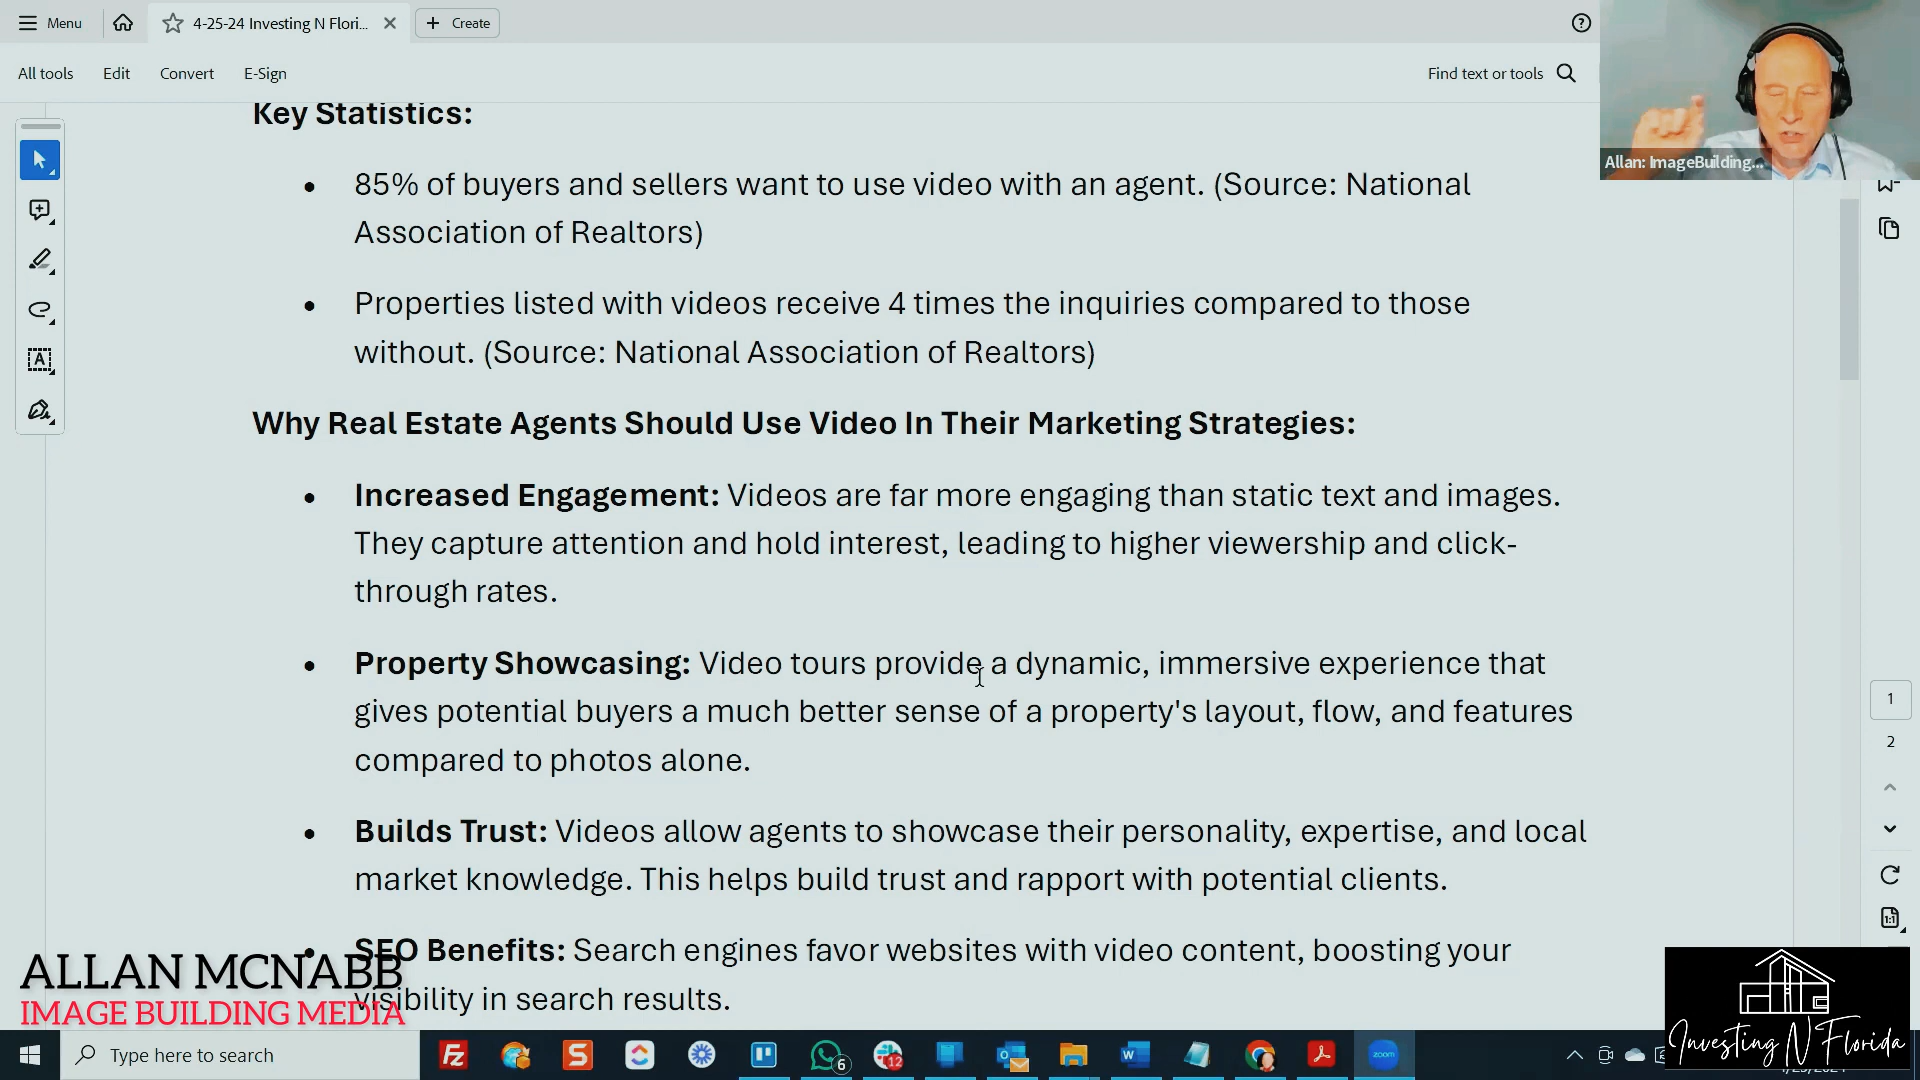 Menu
4-25-24 Investing N Flori...
Create
All tools
Edit
Convert
E-Sign
Find text or tools
Allan: ImageBuilding...
Key Statistics:
• 85% of buyers and sellers want to use video with an agent. (Source: National
Association of Realtors)
• Properties listed with videos receive 4 times the inquiries compared to those
without. (Source: National Association of Realtors)
Why Real Estate Agents Should Use Video In Their Marketing Strategies:
• Increased Engagement: Videos are far more engaging than static text and images.
They capture attention and hold interest, leading to higher viewership and click-
through rates.
• Property Showcasing: Video tours provide a dynamic, immersive experience that
gives potential buyers a much better sense of a property's layout, flow, and features
compared to photos alone.
• Builds Trust: Videos allow agents to showcase their personality, expertise, and local
market knowledge. This helps build trust and rapport with potential clients.
• SEO Benefits: Search engines favor websites with video content, boosting your
visibility in search results.
1
2
ALLAN MCNABB
IMAGE BUILDING MEDIA
Investing N Florida
Type here to search
Fz
S
6
12
W
zoom